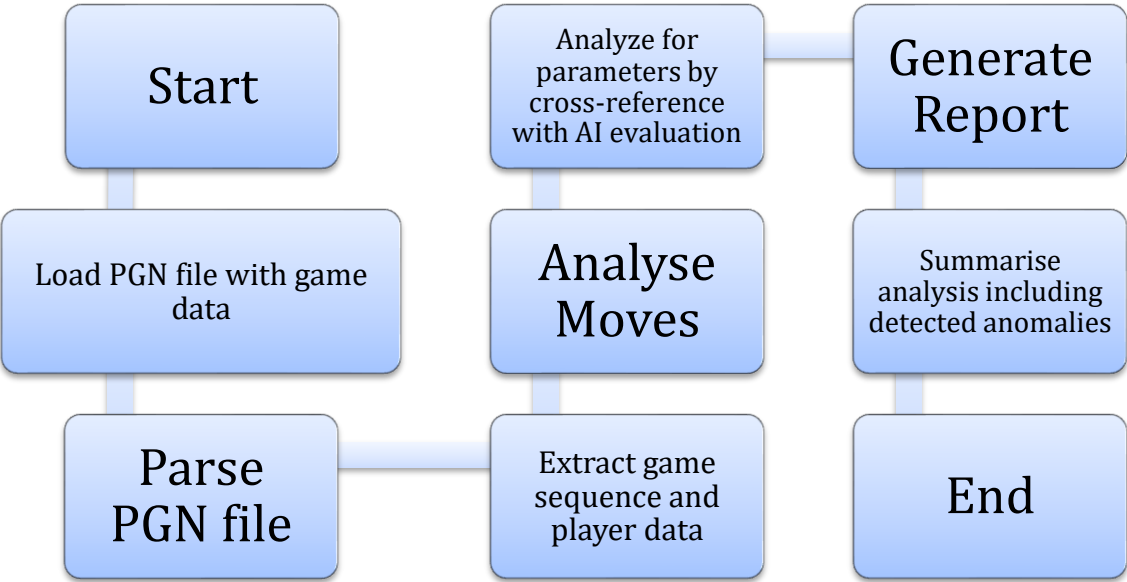 Start
Load PGN file with game
data
Parse
PGN file
Extract game
sequence and
player data
Analyse
Moves
Analyze for
parameters by
cross-reference
with AI evaluation
Generate
Report
Summarise
analysis including
detected anomalies
End